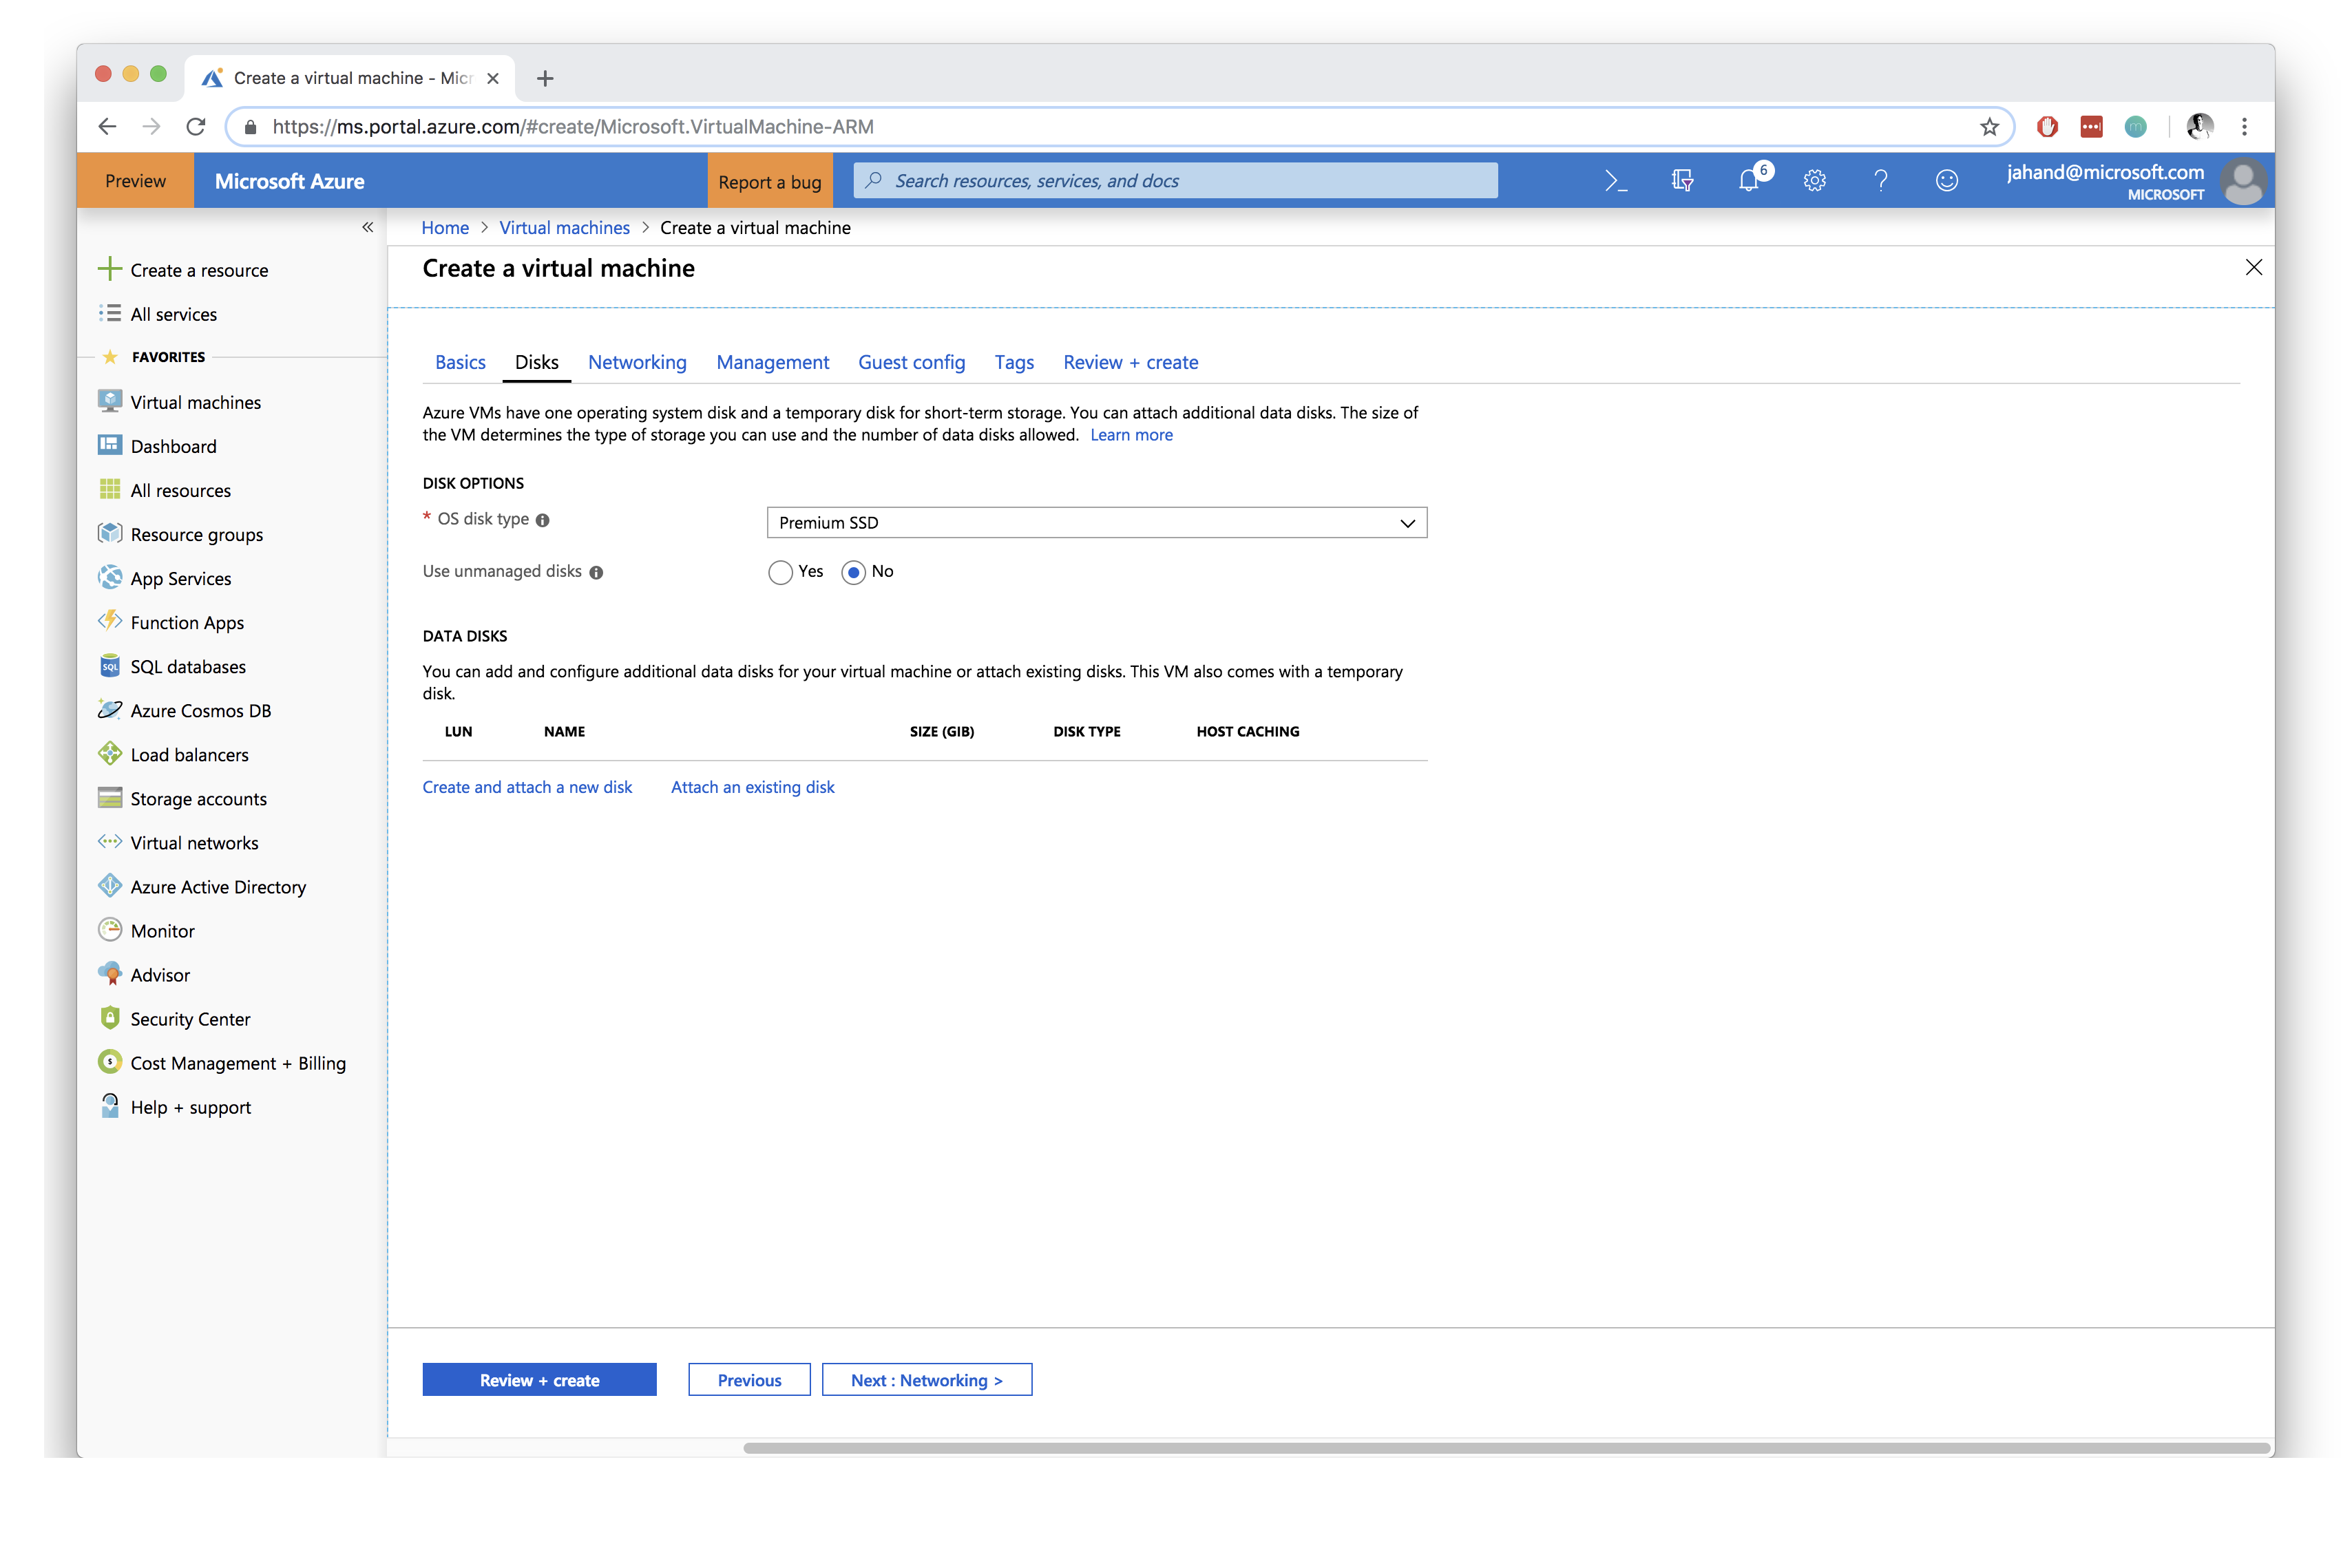 Create a virtual machine - Micr
https://ms.portal.azure.com/#create/Microsoft.VirtualMachine-ARM
m
Preview
Microsoft Azure
Report a bug
Search resources, services, and docs
6
jahand@microsoft.com
MICROSOFT
Home > Virtual machines > Create a virtual machine
Create a virtual machine
Create a resource
All services
FAVORITES
Virtual machines
Dashboard
All resources
Resource groups
App Services
Function Apps
SQL
SQL databases
Azure Cosmos DB
Load balancers
Storage accounts
Virtual networks
Azure Active Directory
Monitor
Advisor
Security Center
Cost Management + Billing
Help + support
Basics Disks Networking Management Guest config Tags Review + create
Azure VMs have one operating system disk and a temporary disk for short-term storage. You can attach additional data disks. The size of
the VM determines the type of storage you can use and the number of data disks allowed. Learn more
DISK OPTIONS
* OS disk type
Premium SSD
Use unmanaged disks
Yes No
DATA DISKS
You can add and configure additional data disks for your virtual machine or attach existing disks. This VM also comes with a temporary
disk.
LUN NAME SIZE (GIB) DISK TYPE HOST CACHING
Create and attach a new disk Attach an existing disk
Review + create Previous Next : Networking >